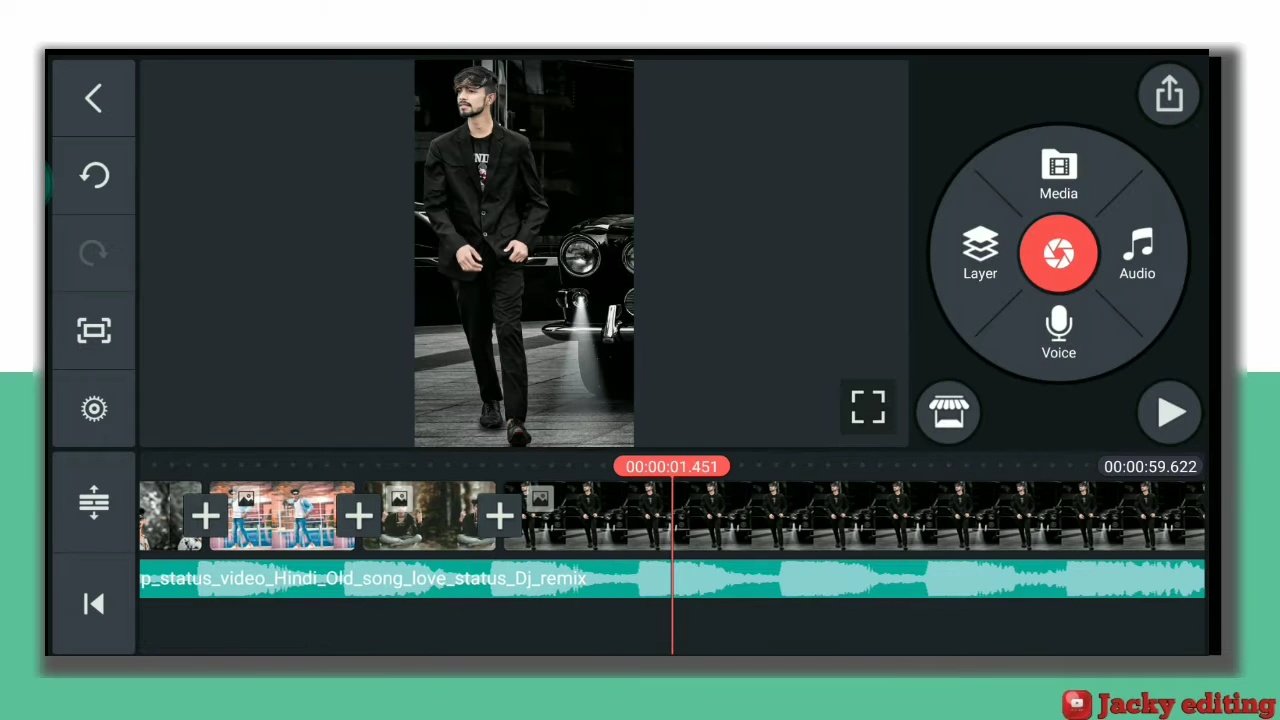 Media
Layer
Audio
Voice
00:00:01.451
00:00:59.622
p_status_video_Hindi_Old_song_love_status_Dj_remix
Jacky editing